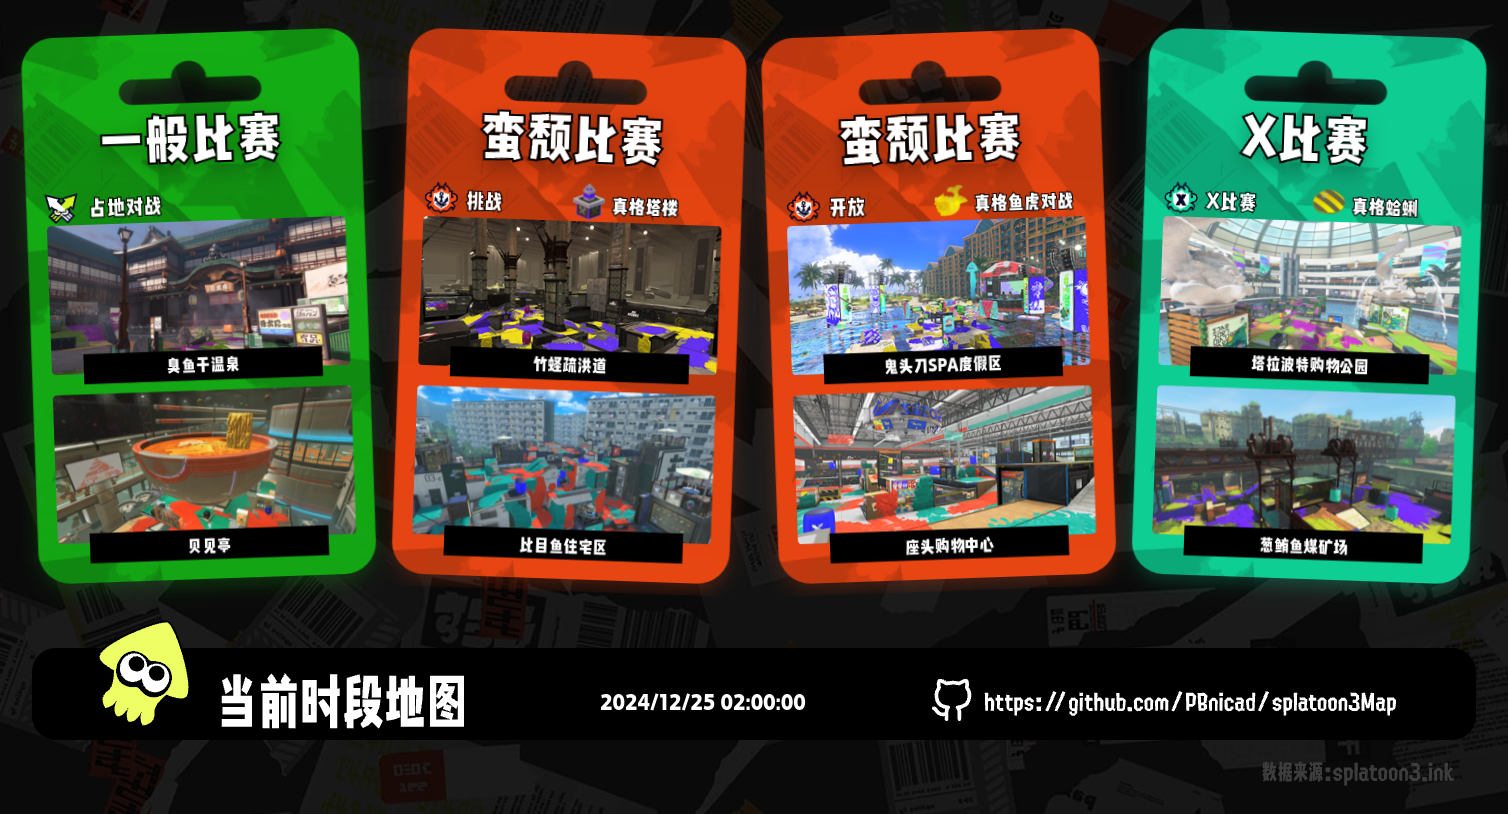 一般比赛
占地对战
臭鱼干温泉
贝见亭
蛮颓比赛
挑战
真格塔楼
竹蛏疏洪道
比目鱼住宅区
蛮颓比赛
开放
真格鱼虎对战
鬼头刀SPA度假区
座头购物中心
X比赛
X比赛
真格蛤蜊
塔拉波特购物公园
葱鲔鱼煤矿场
当前时段地图
2024/12/25 02:00:00
https://github.com/PBnicad/splatoon3Map
数据来源:splatoon3.ink